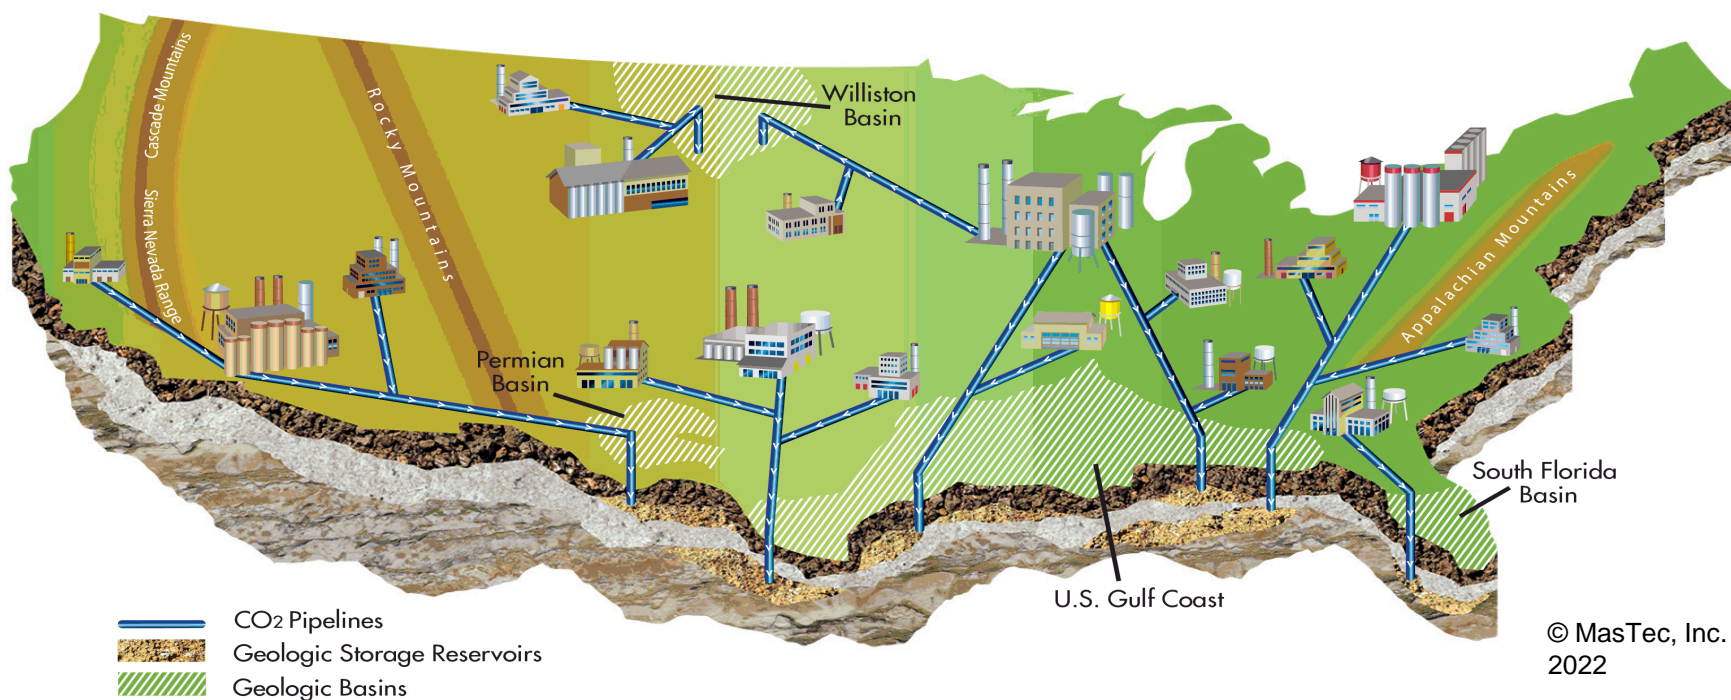 Cascade Mountains
Sierra Nevada Range
Rocky Mountains
Williston
Basin
Permian
Basin
Appalachian Mountains
South Florida
Basin
U.S. Gulf Coast
CO2 Pipelines
Geologic Storage Reservoirs
Geologic Basins
© MasTec, Inc.
2022